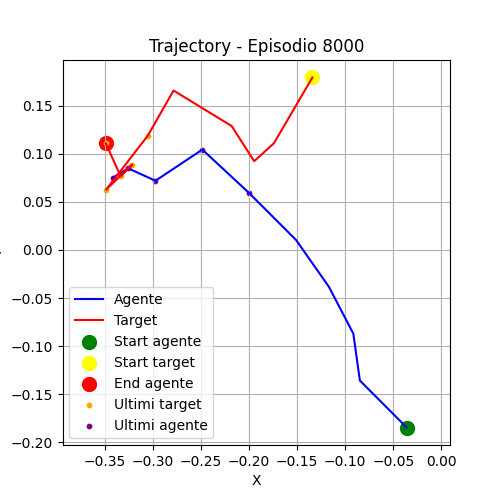 Trajectory - Episodio 8000
0.15
0.10
0.05
0.00
−0.05
−0.10
−0.15
−0.20
Agente
Target
Start agente
Start target
End agente
Ultimi target
Ultimi agente
−0.35 −0.30 −0.25 −0.20 −0.15 −0.10 −0.05 0.00
X